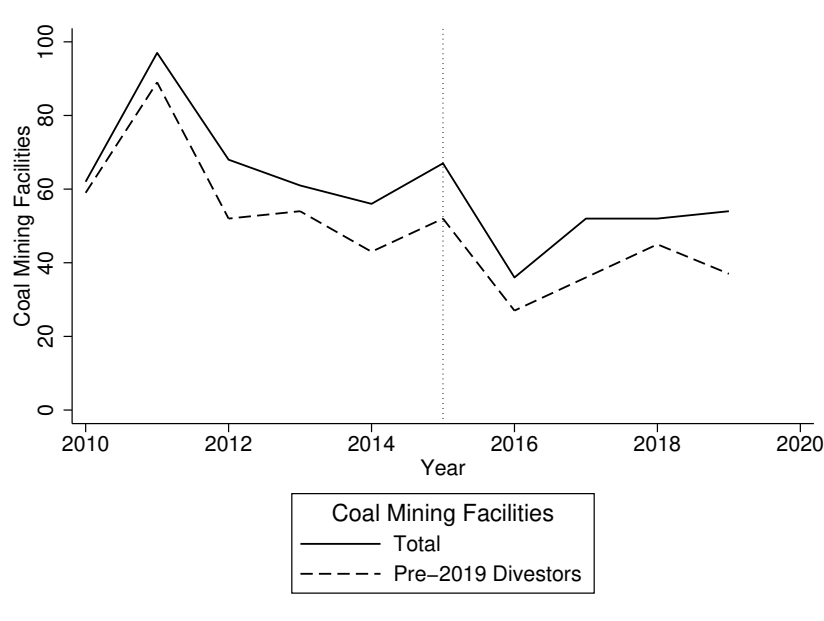 100
80
60
40
20
0
Coal Mining Facilities
2010 2012 2014 2016 2018 2020
Year
Coal Mining Facilities
Total
Pre−2019 Divestors